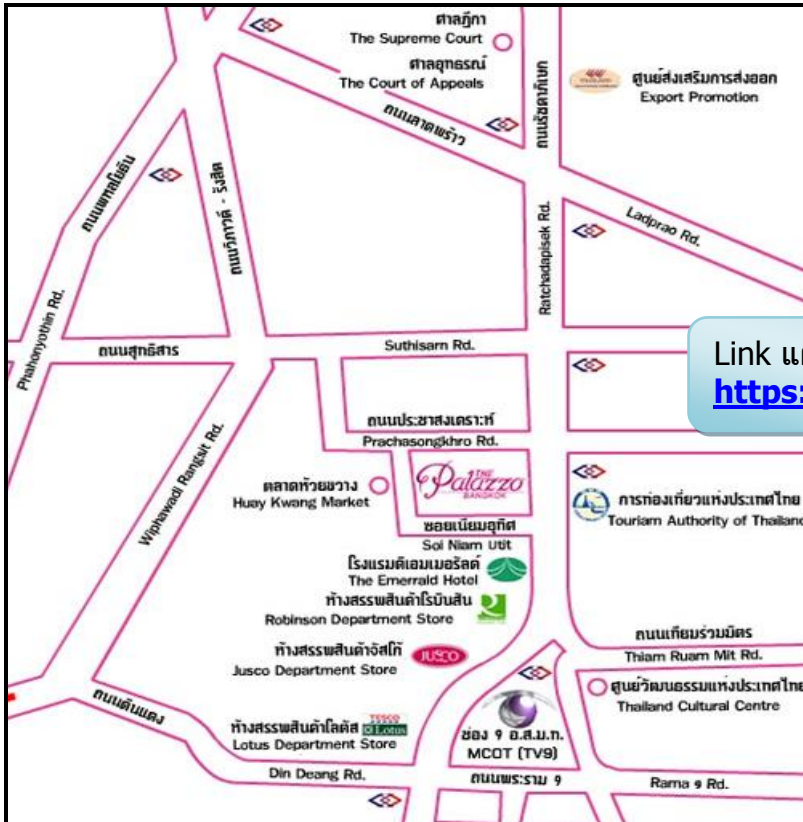 ศาลฎีกา
The Supreme Court
ศาลอุทธรณ์
The Court of Appeals
ถนนลาดพร้าว
ถนนรัชดาภิเษก
ศูนย์ส่งเสริมการส่งออก
Export Promotion
ถนนพหลโยธิน
ถนนวิภาวดี - รังสิต
Ratchadapisek Rd.
Ladprao Rd.
Phahonyothin Rd.
ถนนสุทธิสาร
Suthisarn Rd.
Link
https:
ถนนประชาสงเคราะห์
Prachasongkhro Rd.
Wiphawadi Rangsit Rd.
ตลาดห้วยขวาง
Huay Kwang Market
THE
Palazzo
BANGKOK
การท่องเที่ยวแห่งประเทศไทย
Touriam Authority of Thailand
ซอยเนียมอุทิศ
Soi Niam Utit
โรงแรมดิเอมเมอรัลด์
The Emerrald Hotel
ห้างสรรพสินค้าโรบินสัน
Robinson Department Store
ห้างสรรพสินค้าจัสโก้
JUSCO
Jusco Department Store
ถนนเทียมร่วมมิตร
Thiam Ruam Mit Rd.
ศูนย์วัฒนธรรมแห่งประเทศไทย
Thailand Cultural Centre
ถนนดินแดง
ห้างสรรพสินค้าโลตัส
TESCO
Lotus
Lotus Department Store
ช่อง 9 อ.ส.ม.ท.
MCOT (TV9)
Din Deang Rd.
ถนนพระราม 9
Rama 9 Rd.